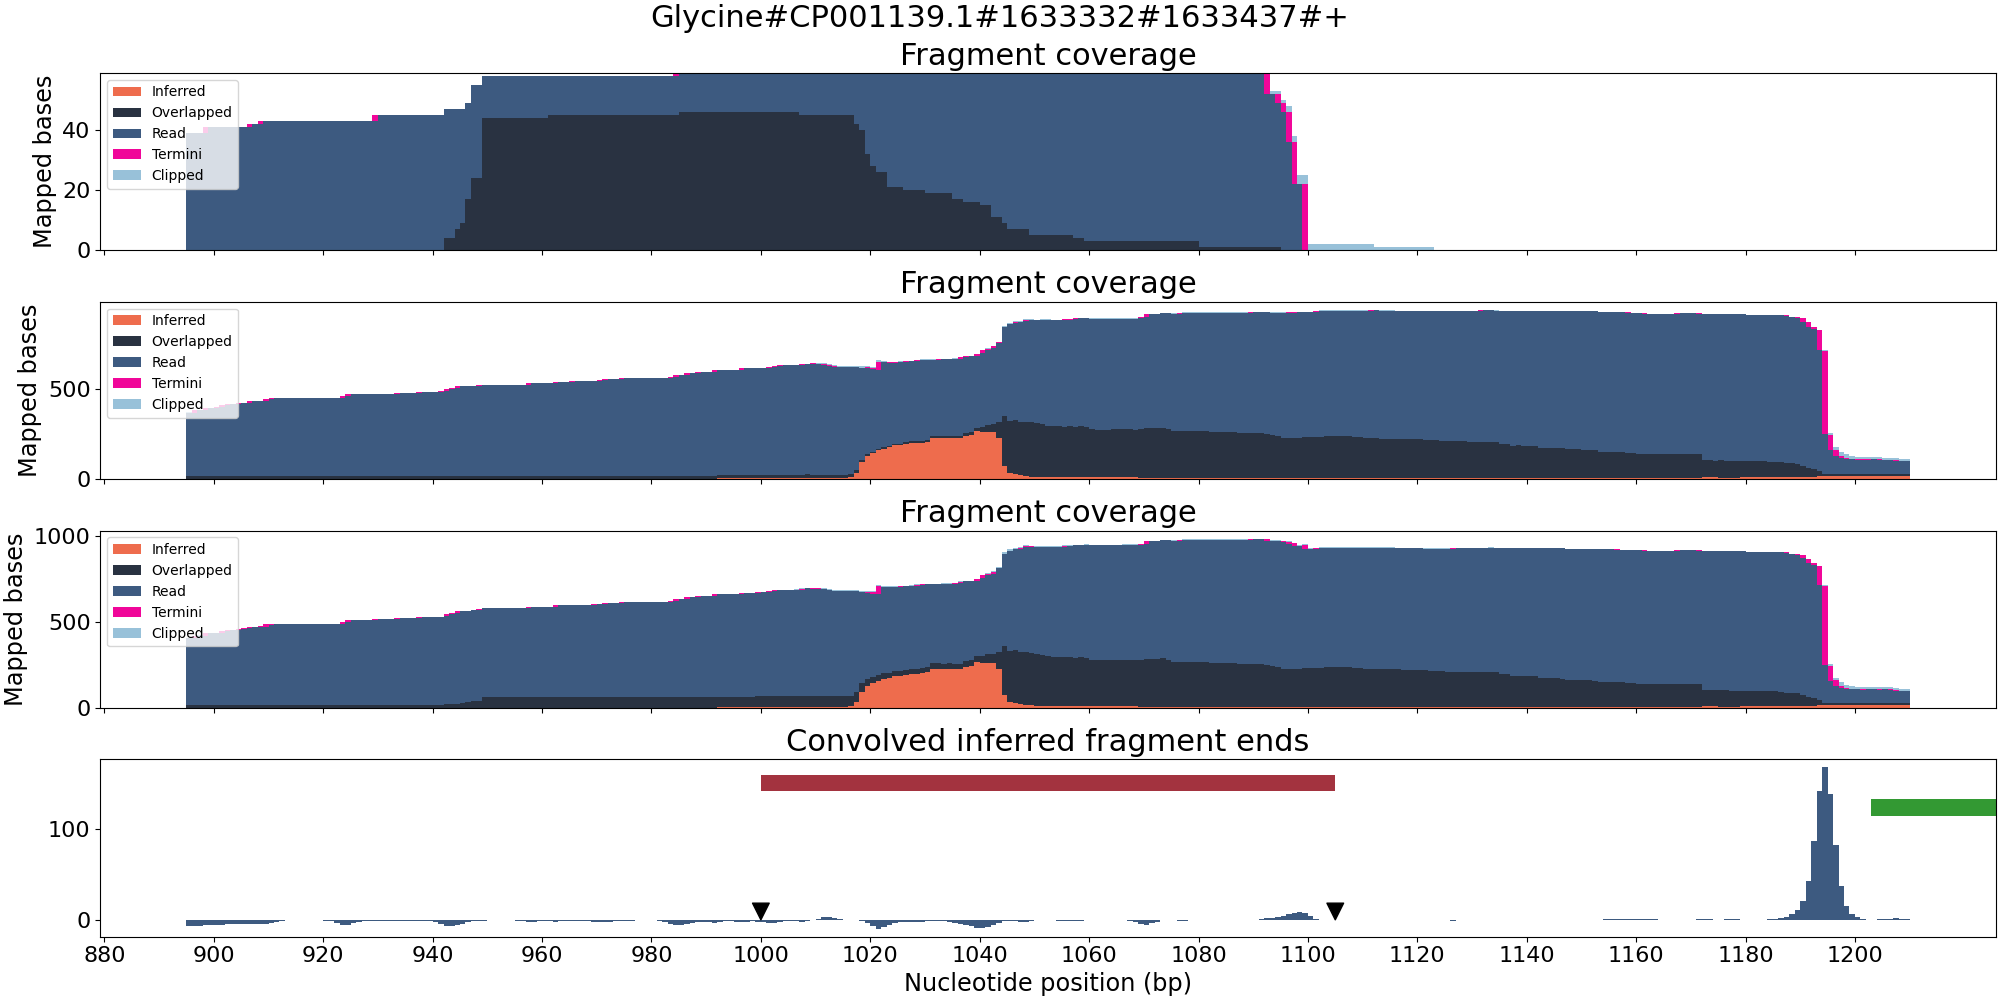 Glycine#CP001139.1#1633332#1633437#+
Fragment coverage
Mapped bases
40
20
0
Inferred
Overlapped
Read
Termini
Clipped
Fragment coverage
Mapped bases
500
0
Inferred
Overlapped
Read
Termini
Clipped
Fragment coverage
Mapped bases
1000
500
0
Inferred
Overlapped
Read
Termini
Clipped
Convolved inferred fragment ends
100
0
880 900 920 940 960 980 1000 1020 1040 1060 1080 1100 1120 1140 1160 1180 1200
Nucleotide position (bp)